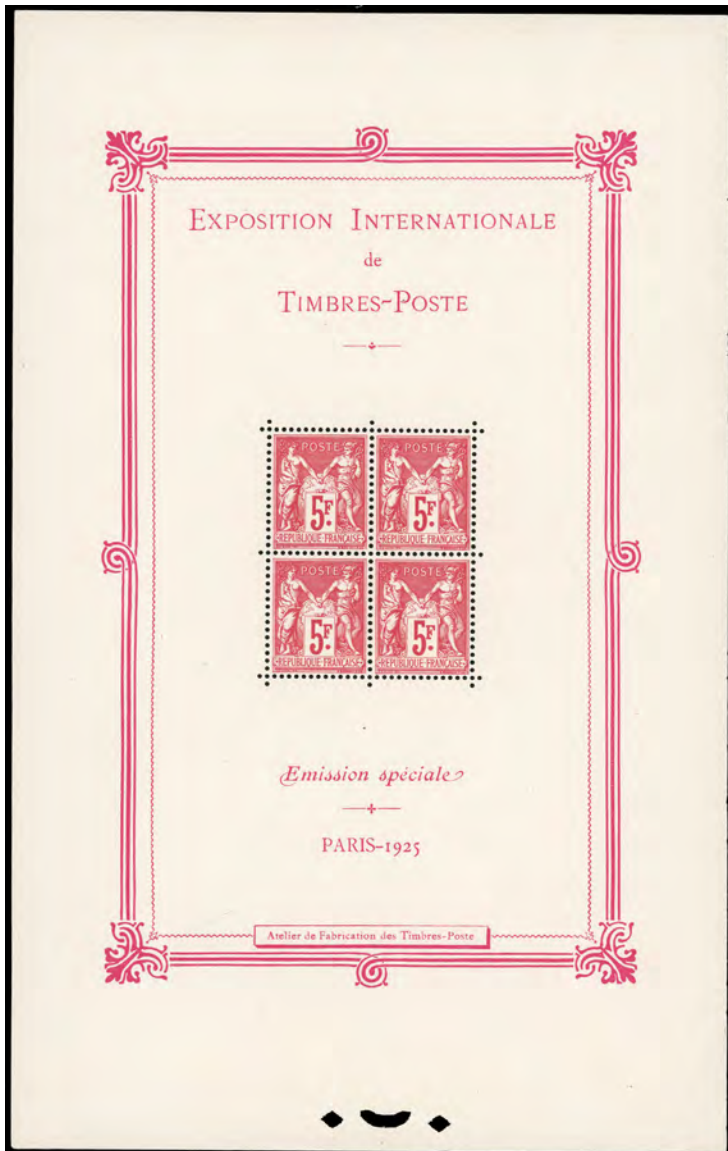 EXPOSITION INTERNATIONALE
de
TIMBRES-POSTE
POSTE
5F
REPUBLIQUE FRANÇAISE
POSTE
5F
REPUBLIQUE FRANÇAISE
POSTE
5F
REPUBLIQUE FRANÇAISE
POSTE
5F
REPUBLIQUE FRANÇAISE
Emission spéciale
PARIS-1925
Atelier de Fabrication des Timbres-Poste